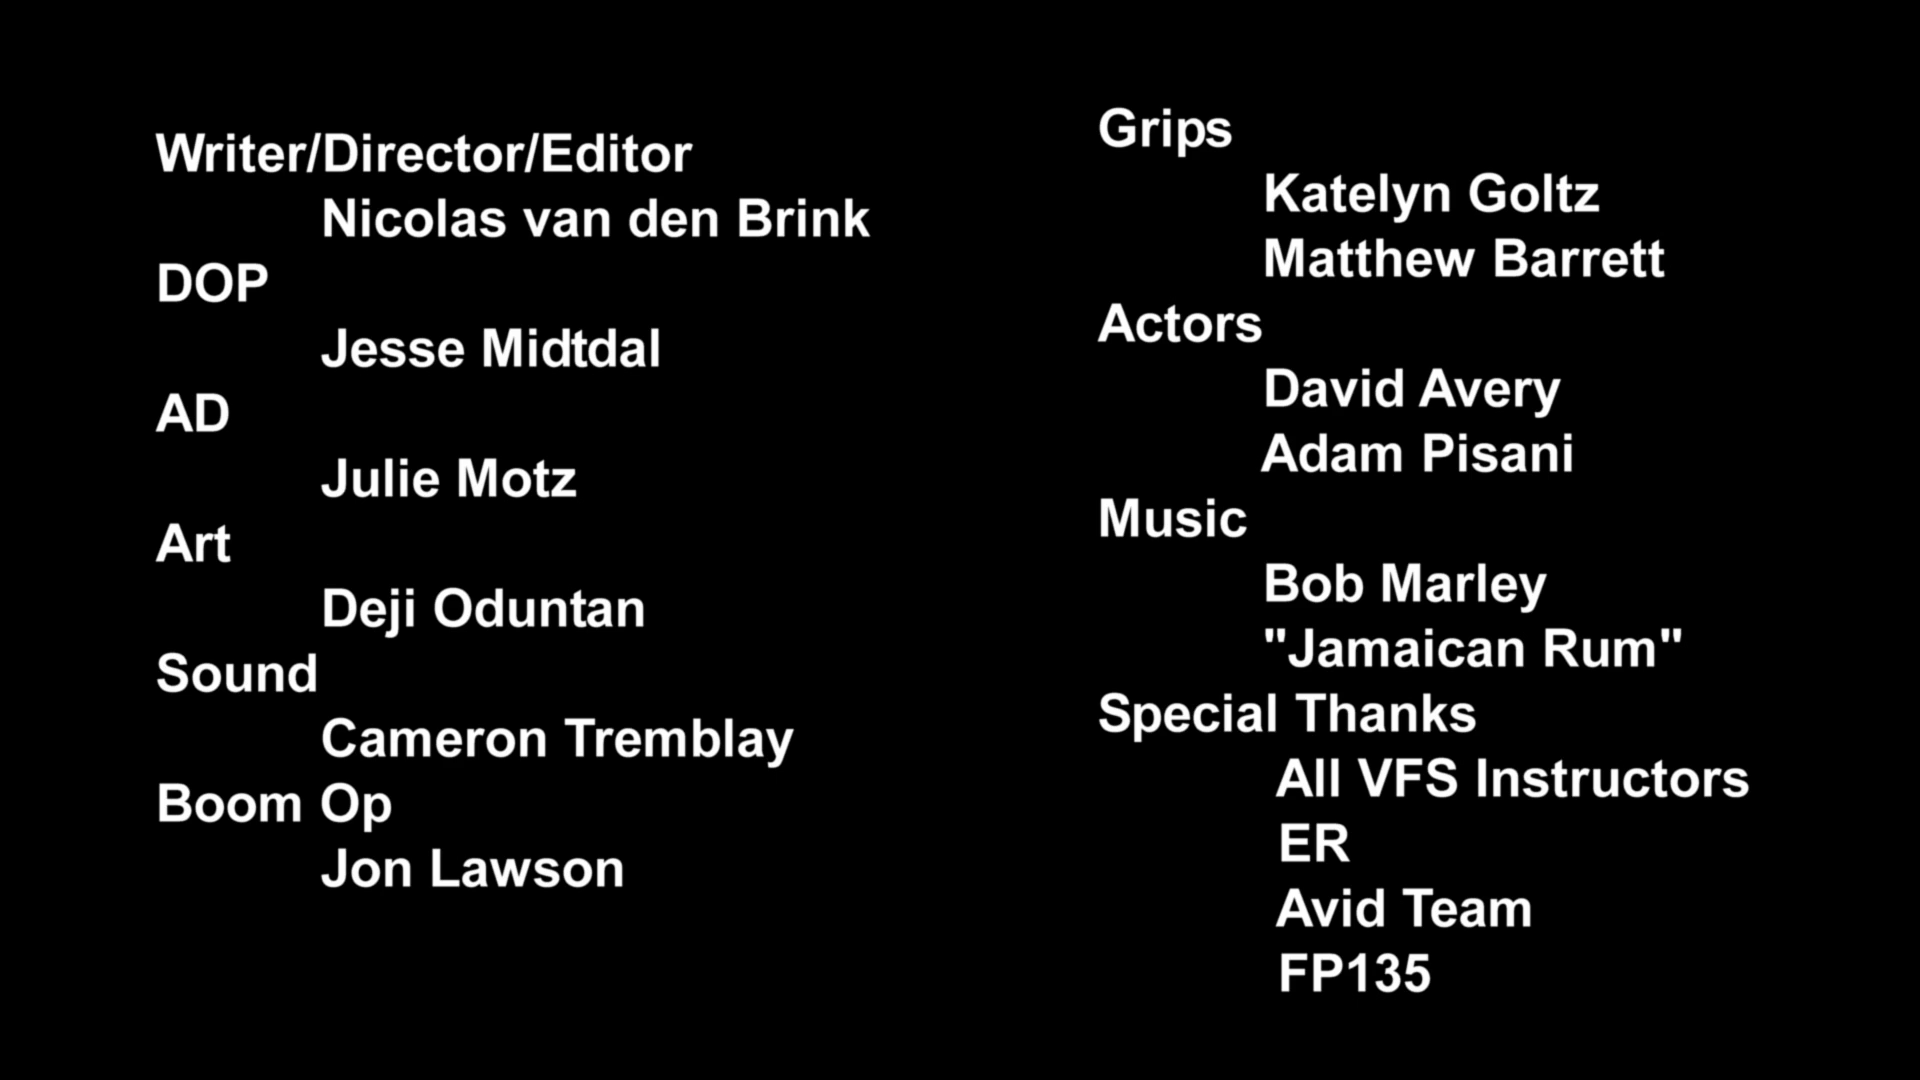 Writer/Director/Editor
Nicolas van den Brink
DOP
Jesse Midtdal
AD
Julie Motz
Art
Deji Oduntan
Sound
Cameron Tremblay
Boom Op
Jon Lawson
Grips
Katelyn Goltz
Matthew Barrett
Actors
David Avery
Adam Pisani
Music
Bob Marley
"Jamaican Rum"
Special Thanks
All VFS Instructors
ER
Avid Team
FP135